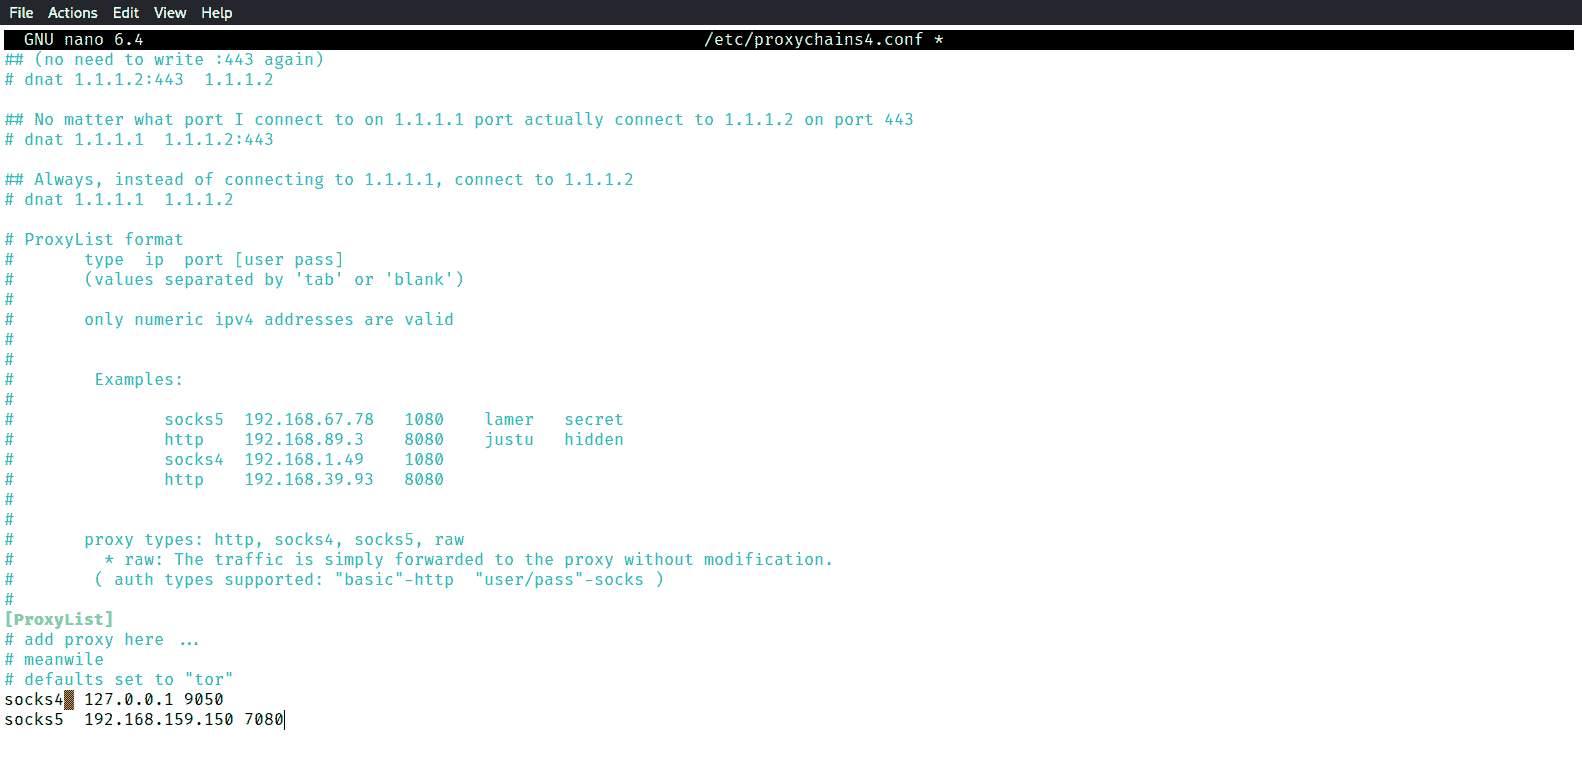 File Actions Edit View Help
GNU nano 6.4 /etc/proxychains4.conf *
## (no need to write :443 again)
# dnat 1.1.1.2:443  1.1.1.2
## No matter what port I connect to on 1.1.1.1 port actually connect to 1.1.1.2 on port 443
# dnat 1.1.1.1  1.1.1.2:443
## Always, instead of connecting to 1.1.1.1, connect to 1.1.1.2
# dnat 1.1.1.1  1.1.1.2
# ProxyList format
#       type  ip  port [user pass]
#       (values separated by 'tab' or 'blank')
#
#       only numeric ipv4 addresses are valid
#
#
#        Examples:
#
#               socks5  192.168.67.78   1080    lamer   secret
#               http    192.168.89.3    8080    justu   hidden
#               socks4  192.168.1.49    1080
#               http    192.168.39.93   8080
#
#
#       proxy types: http, socks4, socks5, raw
#         * raw: The traffic is simply forwarded to the proxy without modification.
#        ( auth types supported: "basic"-http  "user/pass"-socks )
#
[ProxyList]
# add proxy here ...
# meanwile
# defaults set to "tor"
socks4  127.0.0.1 9050
socks5  192.168.159.150 7080